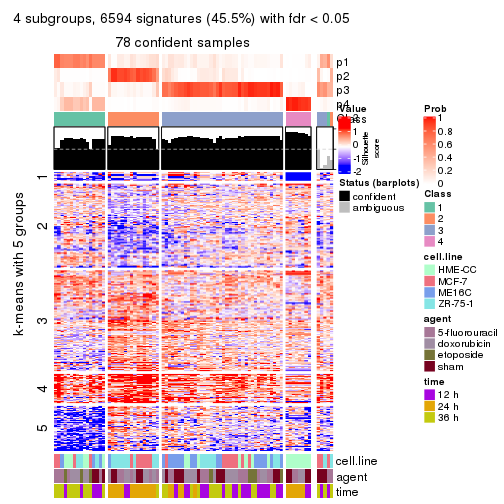 4 subgroups, 6594 signatures (45.5%) with fdr < 0.05
78 confident samples
p1
p2
p3
p4
Class
k-means with 5 groups
1
2
3
4
5
cell.line
agent
time
Value
1
0
-1
-2
Silhouette
score
Status (barplots)
confident
ambiguous
Prob
1
0.8
0.6
0.4
0.2
0
Class
1
2
3
4
cell.line
HME-CC
MCF-7
ME16C
ZR-75-1
agent
5-fluorouracil
doxorubicin
etoposide
sham
time
12 h
24 h
36 h